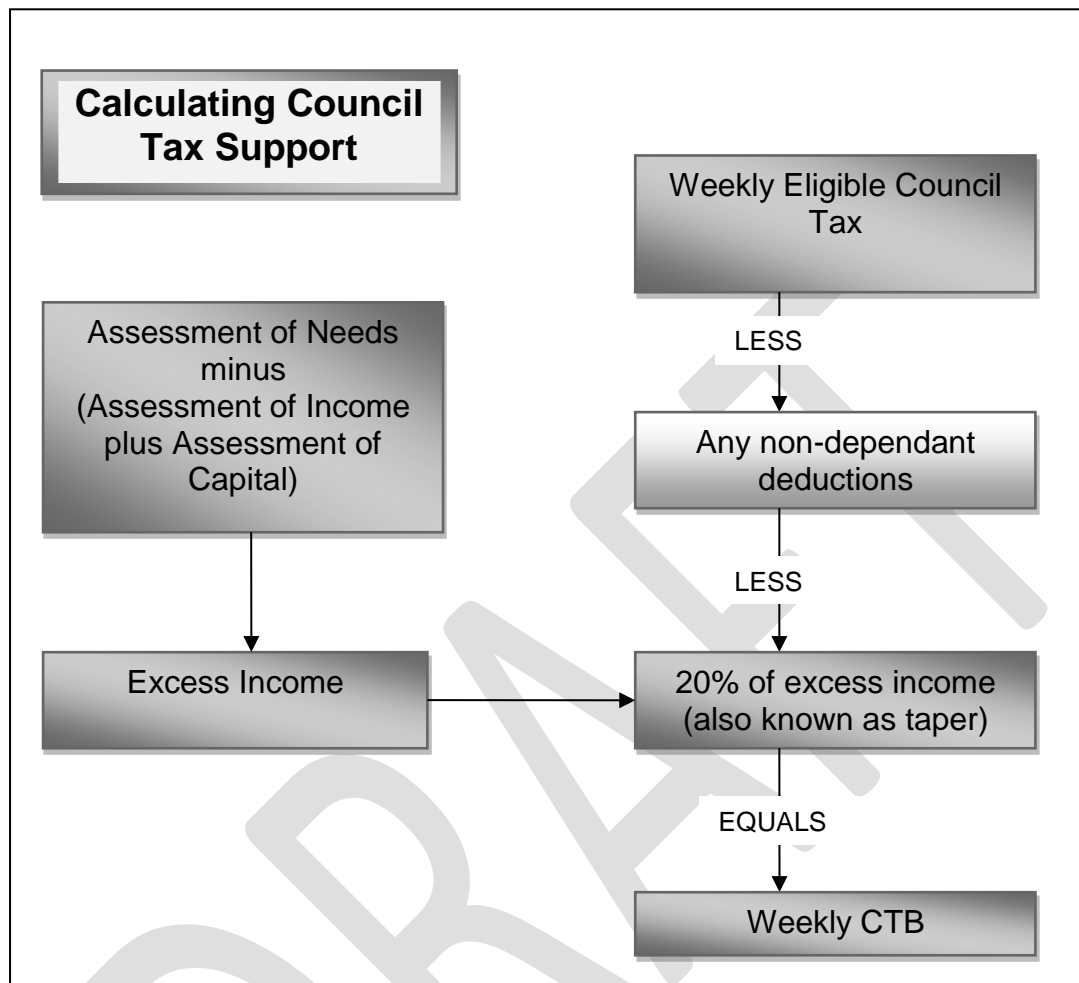 Calculating Council
Tax Support
Weekly Eligible Council
Tax
LESS
Assessment of Needs
minus
(Assessment of Income
plus Assessment of
Capital)
Any non-dependant
deductions
LESS
Excess Income
20% of excess income
(also known as taper)
EQUALS
Weekly CTB
DRAFT